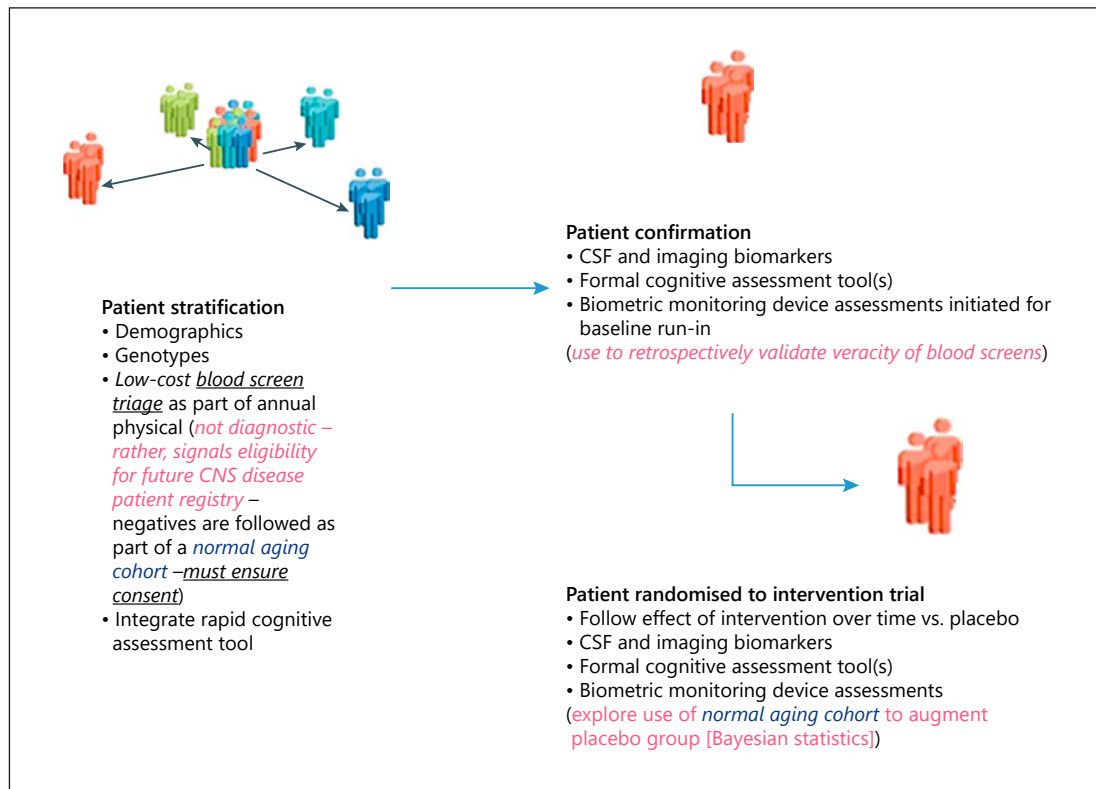 Patient stratification
• Demographics
• Genotypes
• Low-cost blood screen
triage as part of annual
physical (not diagnostic –
rather, signals eligibility
for future CNS disease
patient registry –
negatives are followed as
part of a normal aging
cohort –must ensure
consent)
• Integrate rapid cognitive
assessment tool
Patient confirmation
• CSF and imaging biomarkers
• Formal cognitive assessment tool(s)
• Biometric monitoring device assessments initiated for
baseline run-in
(use to retrospectively validate veracity of blood screens)
Patient randomised to intervention trial
• Follow effect of intervention over time vs. placebo
• CSF and imaging biomarkers
• Formal cognitive assessment tool(s)
• Biometric monitoring device assessments
(explore use of normal aging cohort to augment
placebo group [Bayesian statistics])